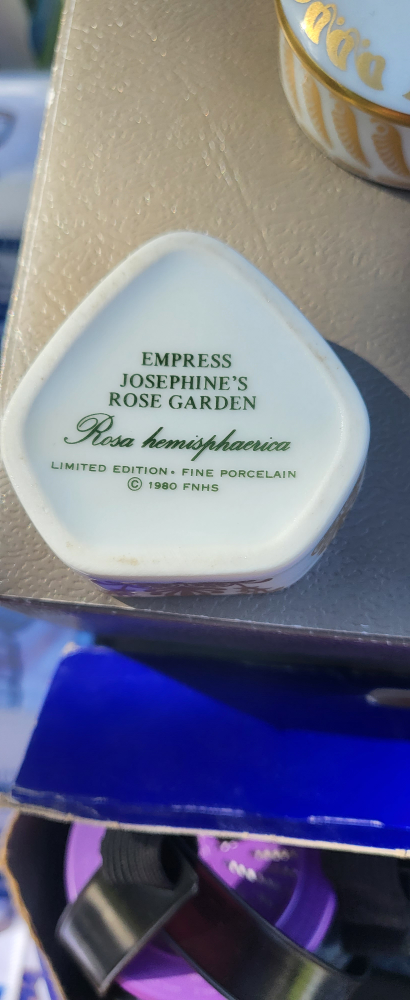 EMPRESS
JOSEPHINE'S
ROSE GARDEN
Rosa hemisphaerica
LIMITED EDITION • FINE PORCELAIN
© 1980 FNHS